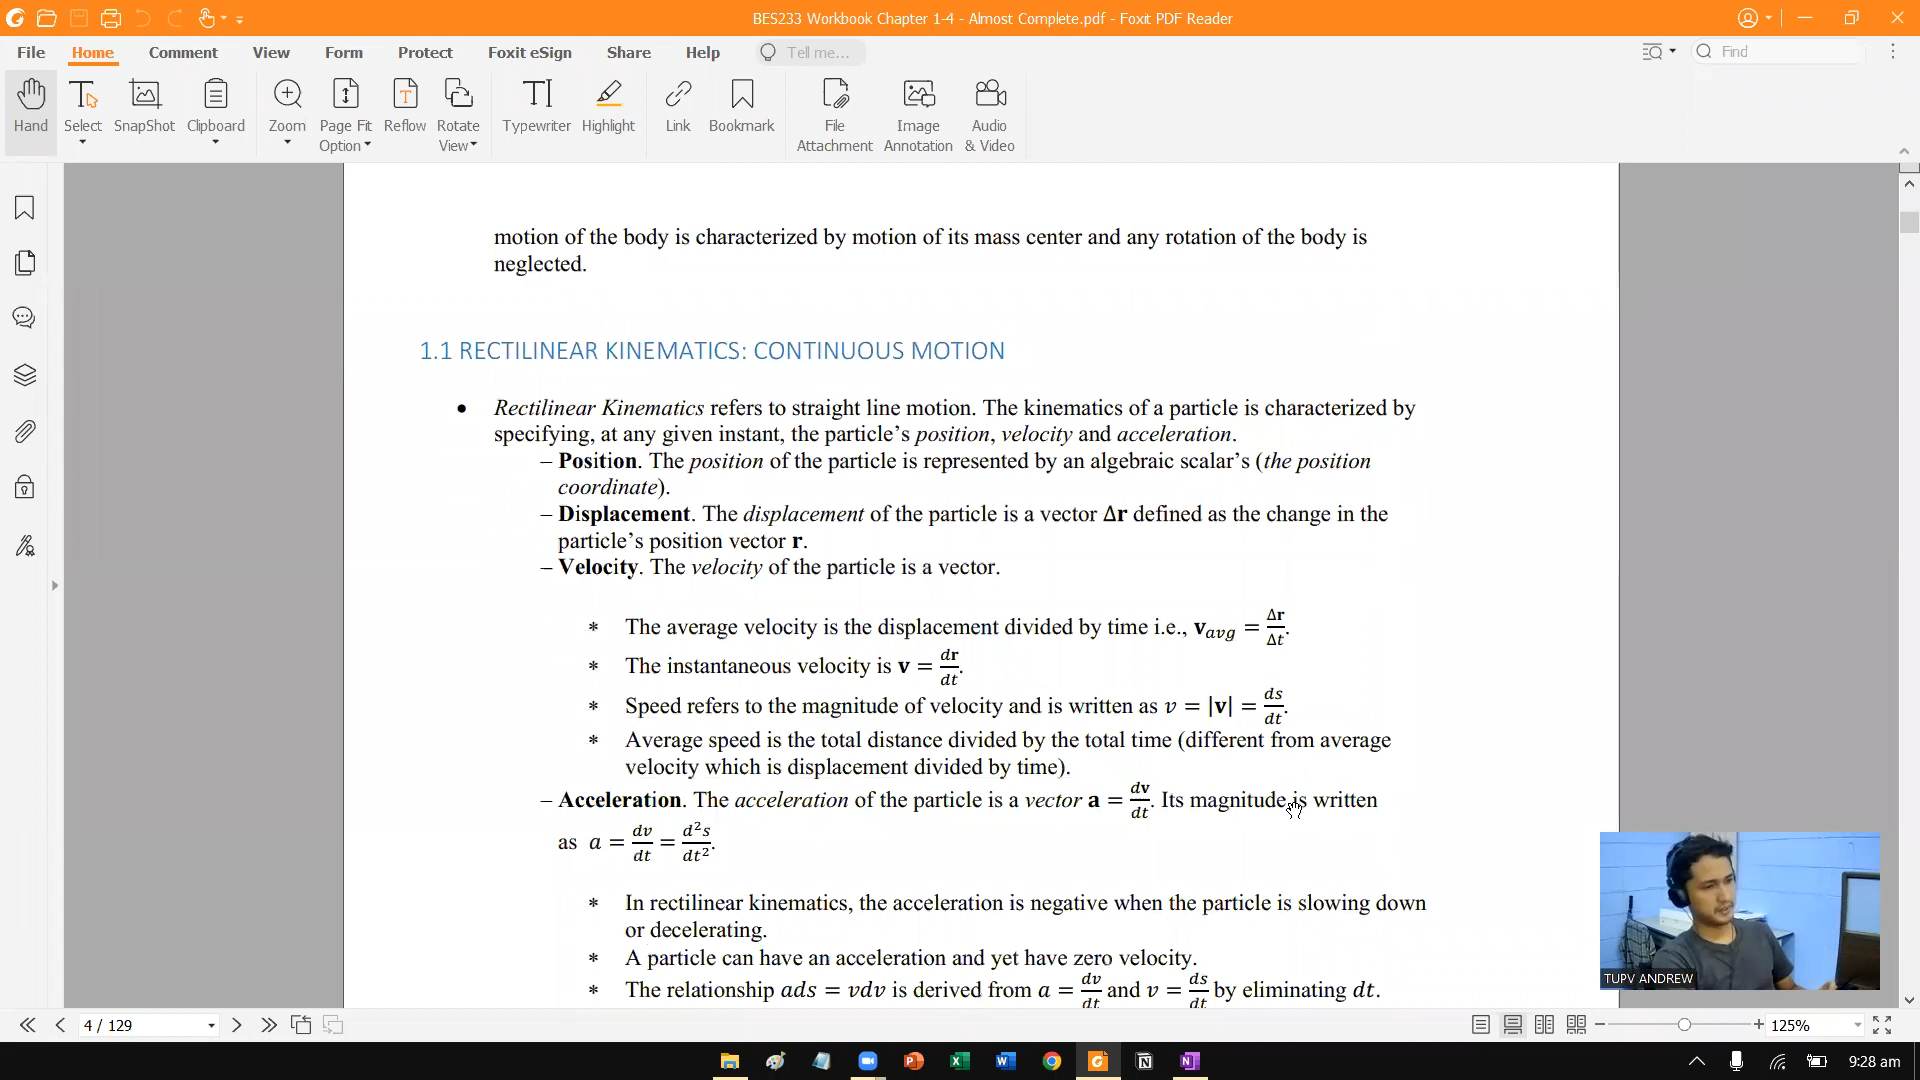 BES233 Workbook Chapter 1-4 - Almost Complete.pdf - Foxit PDF Reader
File Home Comment View Form Protect Foxit eSign Share Help Tell me... Find
Hand Select SnapShot Clipboard Zoom Page Fit Option Reflow Rotate View Typewriter Highlight Link Bookmark File Attachment Image Annotation Audio & Video
motion of the body is characterized by motion of its mass center and any rotation of the body is
neglected.
1.1 RECTILINEAR KINEMATICS: CONTINUOUS MOTION
• Rectilinear Kinematics refers to straight line motion. The kinematics of a particle is characterized by
specifying, at any given instant, the particle's position, velocity and acceleration.
– Position. The position of the particle is represented by an algebraic scalar's (the position
coordinate).
– Displacement. The displacement of the particle is a vector Δr defined as the change in the
particle's position vector r.
– Velocity. The velocity of the particle is a vector.
* The average velocity is the displacement divided by time i.e., v_avg = Δr/Δt.
* The instantaneous velocity is v = dr/dt.
* Speed refers to the magnitude of velocity and is written as v = |v| = ds/dt.
* Average speed is the total distance divided by the total time (different from average
velocity which is displacement divided by time).
– Acceleration. The acceleration of the particle is a vector a = dv/dt. Its magnitude is written
as a = dv/dt = d²s/dt².
* In rectilinear kinematics, the acceleration is negative when the particle is slowing down
or decelerating.
* A particle can have an acceleration and yet have zero velocity.
* The relationship ads = vdv is derived from a = dv/dt and v = ds/dt by eliminating dt.
TUPV ANDREW
4 / 129
125%
9:28 am